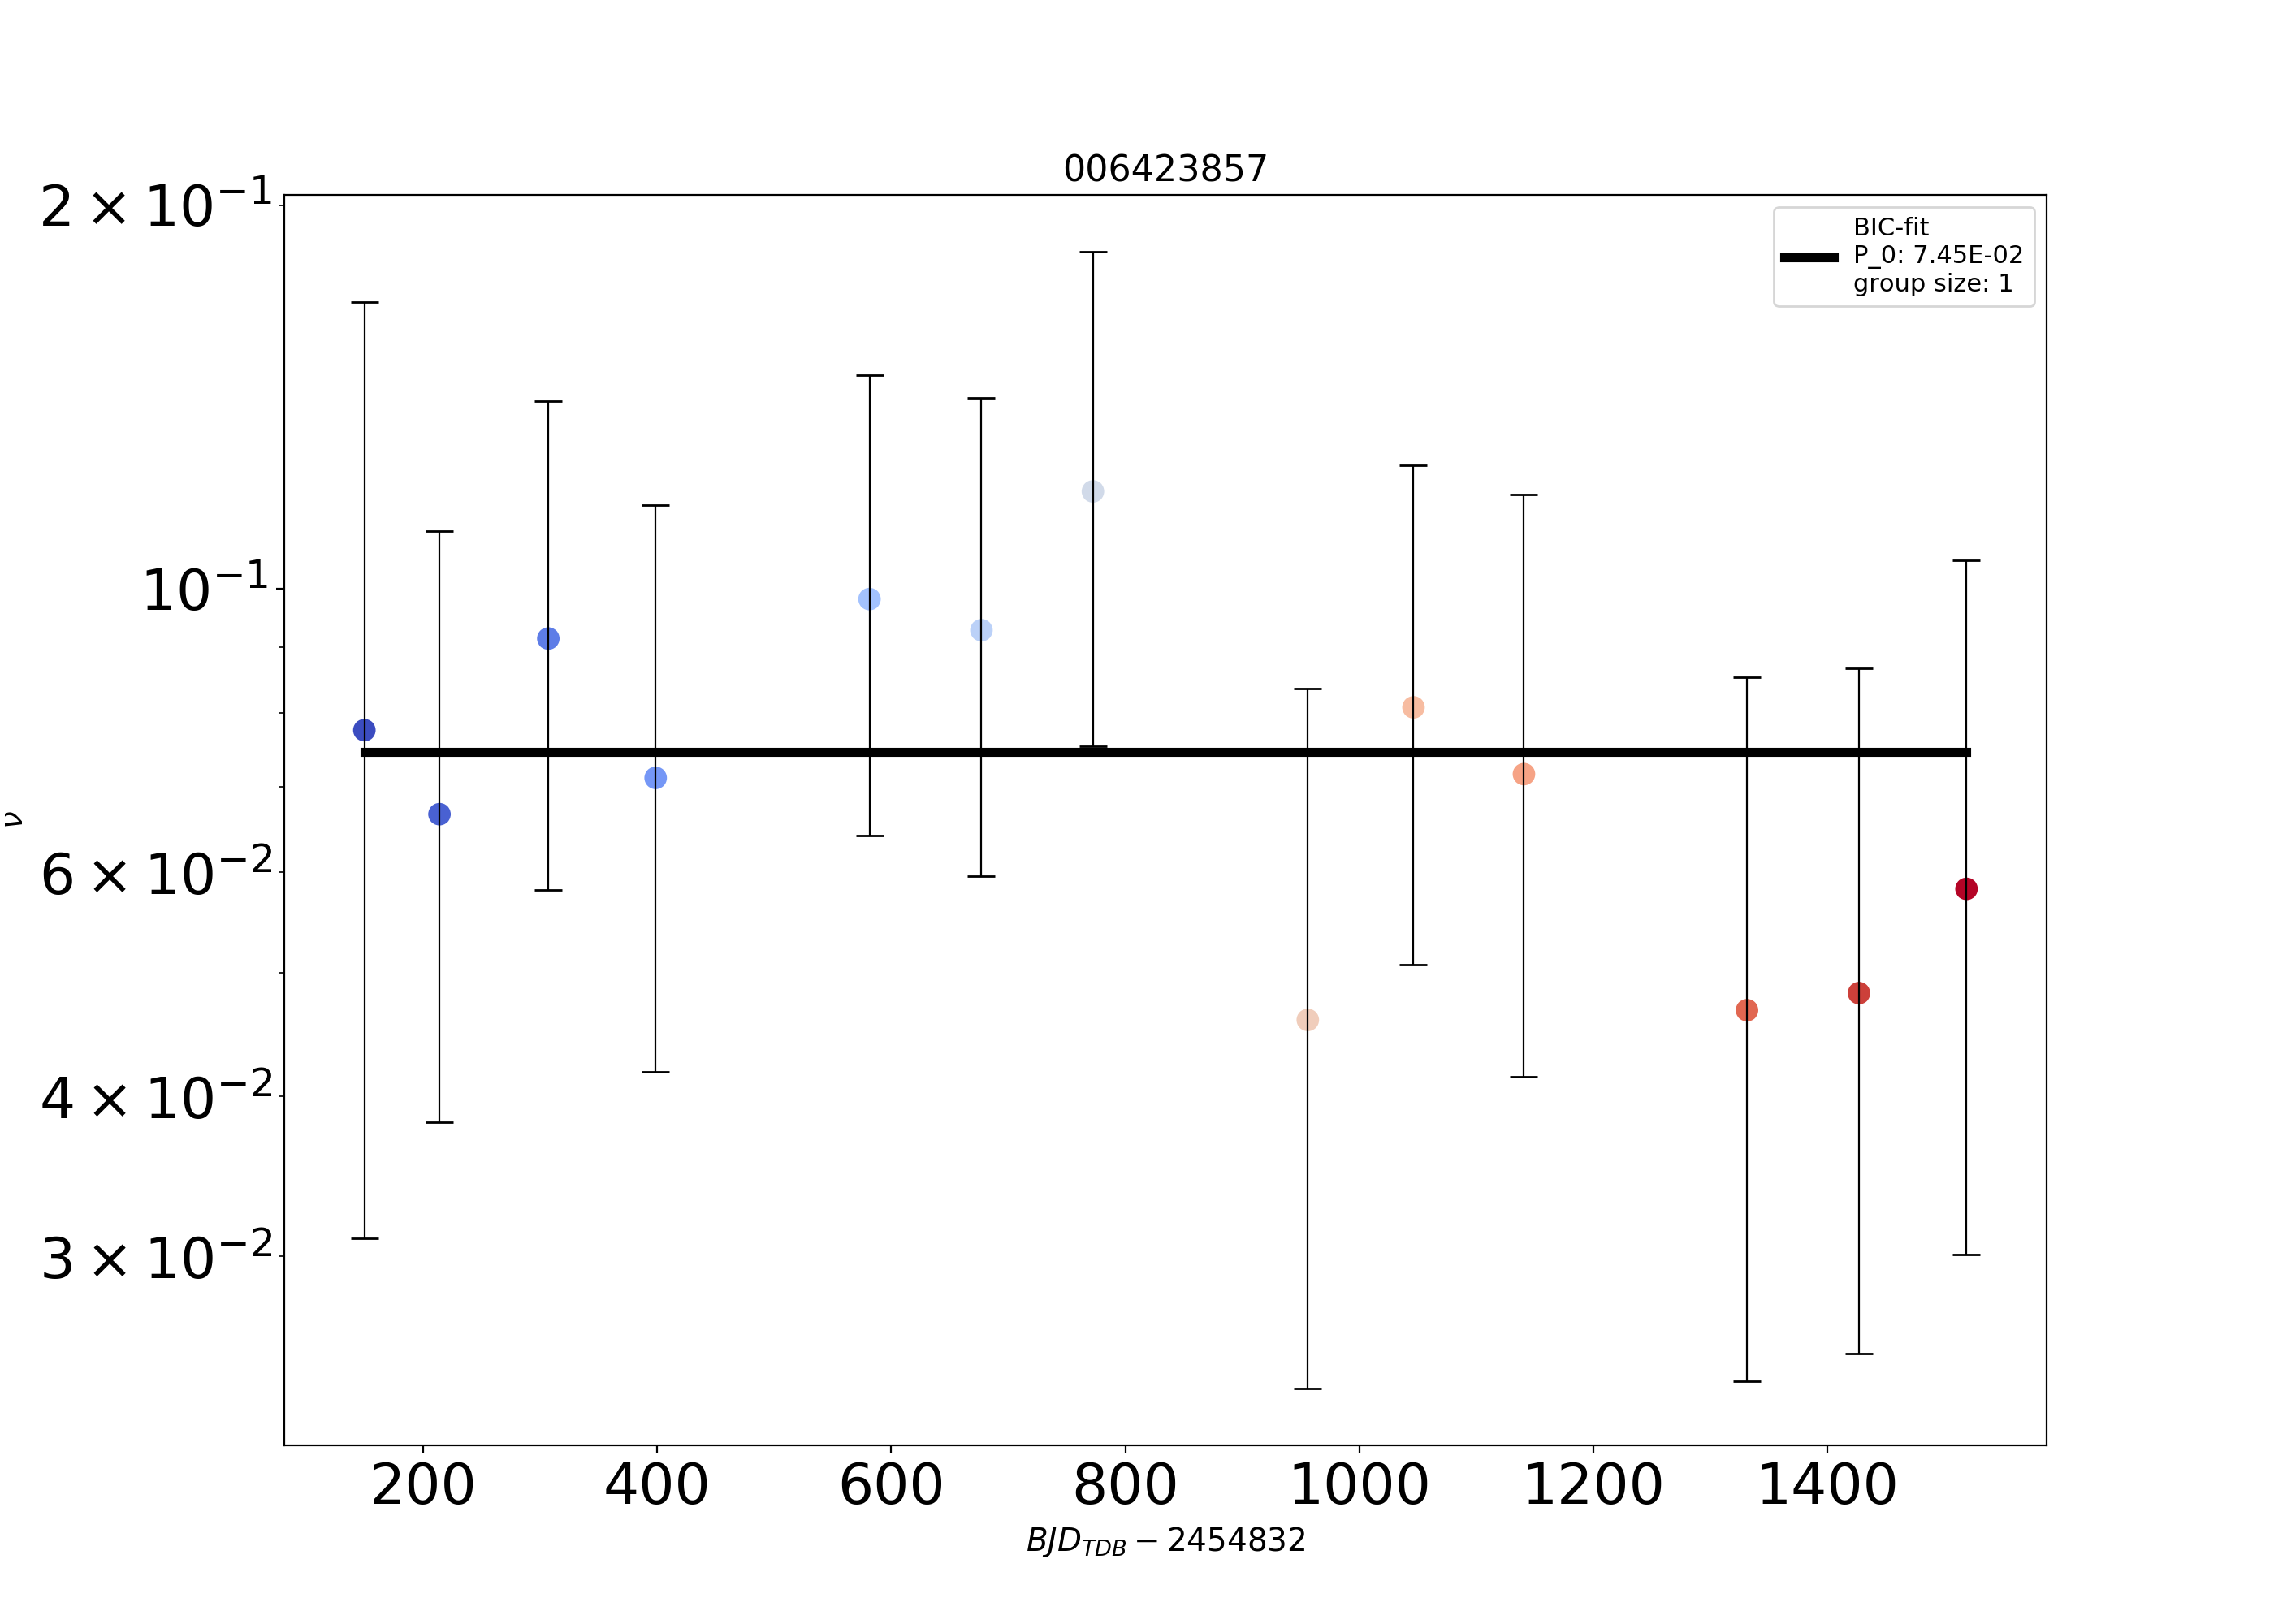 006423857
BIC-fit
P_0: 7.45E-02
group size: 1
2 × 10⁻¹
10⁻¹
6 × 10⁻²
4 × 10⁻²
3 × 10⁻²
ν
200 400 600 800 1000 1200 1400
BJD_TDB − 2454832